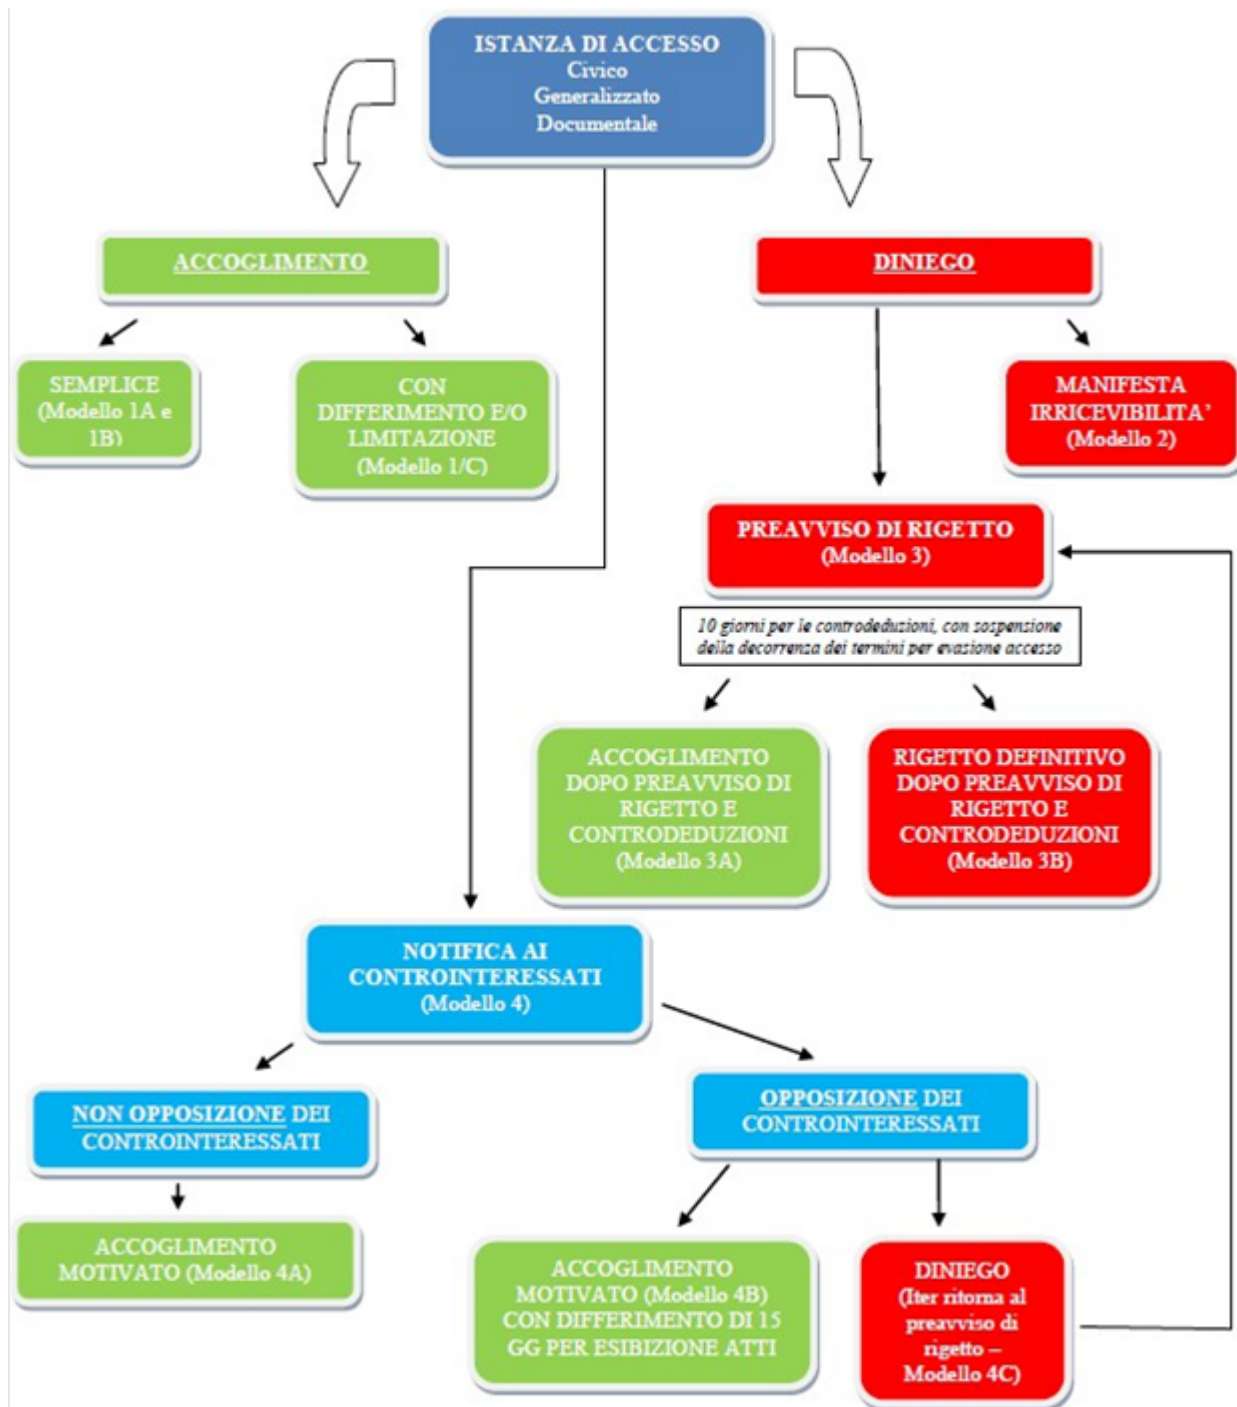 ISTANZA DI ACCESSO
Civico
Generalizzato
Documentale
ACCOGLIMENTO
DINIEGO
SEMPLICE
(Modello 1A e
1B)
CON
DIFFERIMENTO E/O
LIMITAZIONE
(Modello 1/C)
MANIFESTA
IRRICEVIBILITA'
(Modello 2)
PREAVVISO DI RIGETTO
(Modello 3)
10 giorni per le controdeduzioni, con sospensione
della decorrenza dei termini per evasione accesso
ACCOGLIMENTO
DOPO PREAVVISO DI
RIGETTO E
CONTRODEDUZIONI
(Modello 3A)
RIGETTO DEFINITIVO
DOPO PREAVVISO DI
RIGETTO E
CONTRODEDUZIONI
(Modello 3B)
NOTIFICA AI
CONTROINTERESSATI
(Modello 4)
NON OPPOSIZIONE DEI
CONTROINTERESSATI
OPPOSIZIONE DEI
CONTROINTERESSATI
ACCOGLIMENTO
MOTIVATO (Modello 4A)
ACCOGLIMENTO
MOTIVATO (Modello 4B)
CON DIFFERIMENTO DI 15
GG PER ESIBIZIONE ATTI
DINIEGO
(Iter ritorna al
preavviso di
rigetto –
Modello 4C)